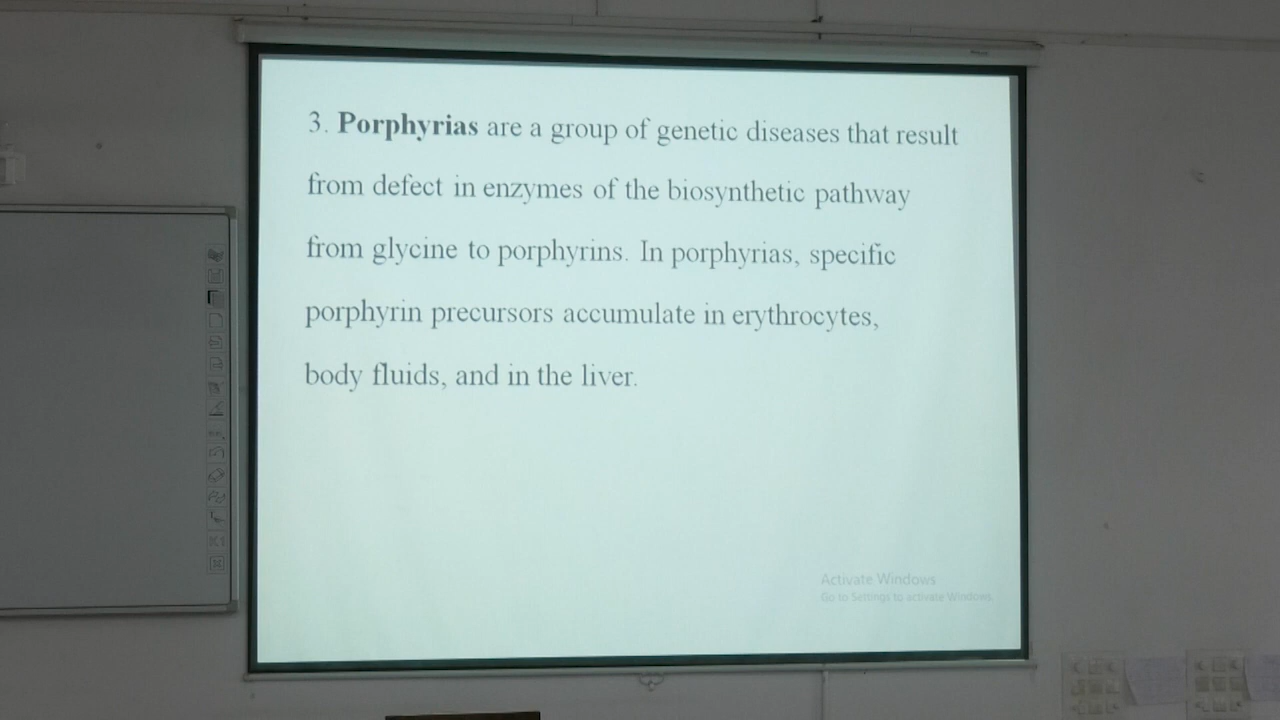 3. Porphyrias are a group of genetic diseases that result
from defect in enzymes of the biosynthetic pathway
from glycine to porphyrins. In porphyrias, specific
porphyrin precursors accumulate in erythrocytes,
body fluids, and in the liver.
Activate Windows
Go to Settings to activate Windows.